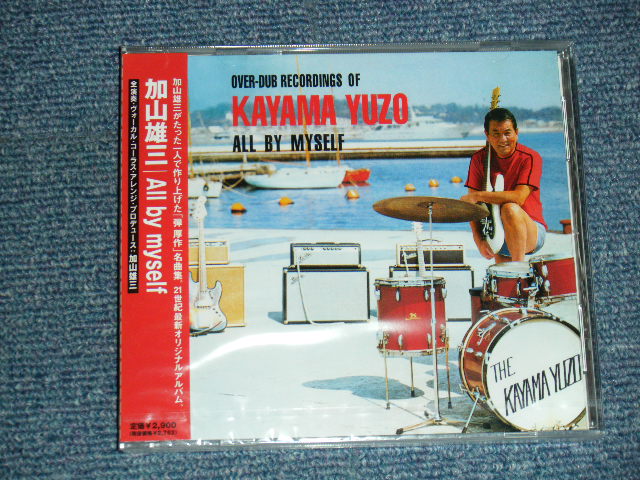 OVER-DUB RECORDINGS OF
KAYAMA YUZO
ALL BY MYSELF
加山雄三がたった一人で作り上げた、「弾 厚作」名曲集。21世紀最新オリジナルアルバム。
加山雄三 | All by myself
全演奏・ヴォーカル・コーラス・アレンジ・プロデュース:加山雄三
定価¥2,900
THE
KAYAMA YUZO